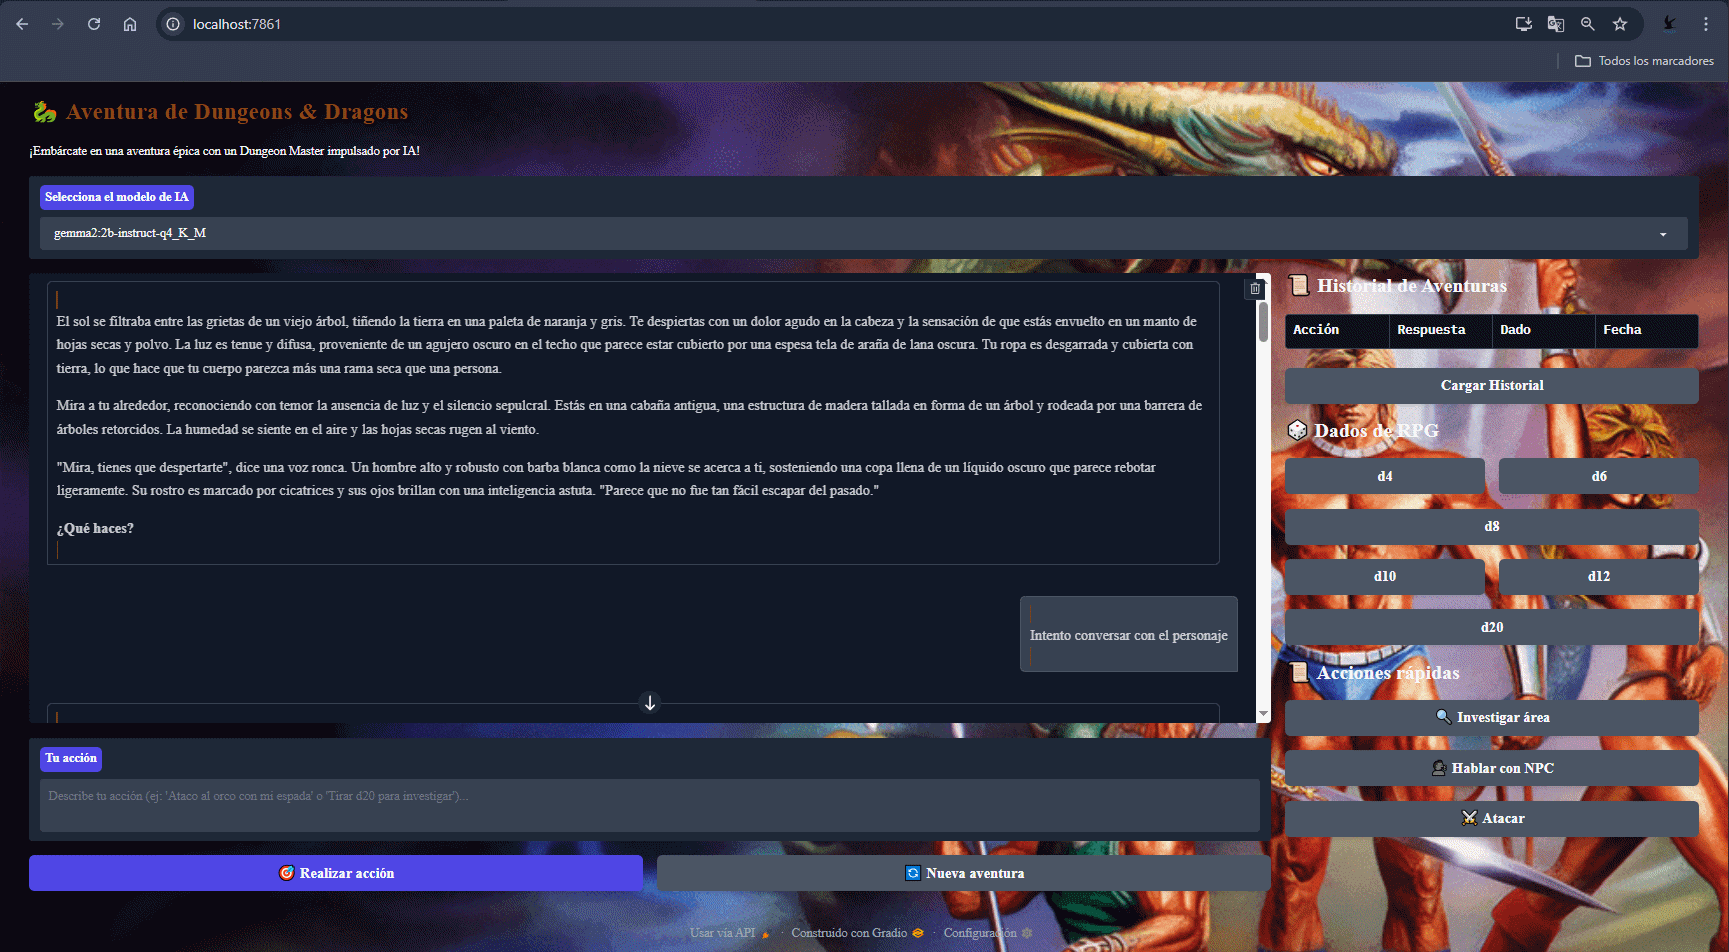 localhost:7861
Todos los marcadores
Aventura de Dungeons & Dragons
¡Embárcate en una aventura épica con un Dungeon Master impulsado por IA!
Selecciona el modelo de IA
gemma2:2b-instruct-q4_K_M
El sol se filtraba entre las grietas de un viejo árbol, tiñendo la tierra en una paleta de naranja y gris. Te despiertas con un dolor agudo en la cabeza y la sensación de que estás envuelto en un manto de
hojas secas y polvo. La luz es tenue y difusa, proveniente de un agujero oscuro en el techo que parece estar cubierto por una espesa tela de araña de lana oscura. Tu ropa es desgarrada y cubierta con
tierra, lo que hace que tu cuerpo parezca más una rama seca que una persona.
Mira a tu alrededor, reconociendo con temor la ausencia de luz y el silencio sepulcral. Estás en una cabaña antigua, una estructura de madera tallada en forma de un árbol y rodeada por una barrera de
árboles retorcidos. La humedad se siente en el aire y las hojas secas rugen al viento.
"Mira, tienes que despertarte", dice una voz ronca. Un hombre alto y robusto con barba blanca como la nieve se acerca a tí, sosteniendo una copa llena de un líquido oscuro que parece rebotar
ligeramente. Su rostro es marcado por cicatrices y sus ojos brillan con una inteligencia astuta. "Parece que no fue tan fácil escapar del pasado."
¿Qué haces?
Intento conversar con el personaje
Tu acción
Describe tu acción (ej: 'Ataco al orco con mi espada' o 'Tirar d20 para investigar')...
Realizar acción
Nueva aventura
Historial de Aventuras
Acción Respuesta Dado Fecha
Cargar Historial
Dados de RPG
d4 d6
d8
d10 d12
d20
Acciones rápidas
Investigar área
Hablar con NPC
Atacar
Usar vía API · Construido con Gradio · Configuración